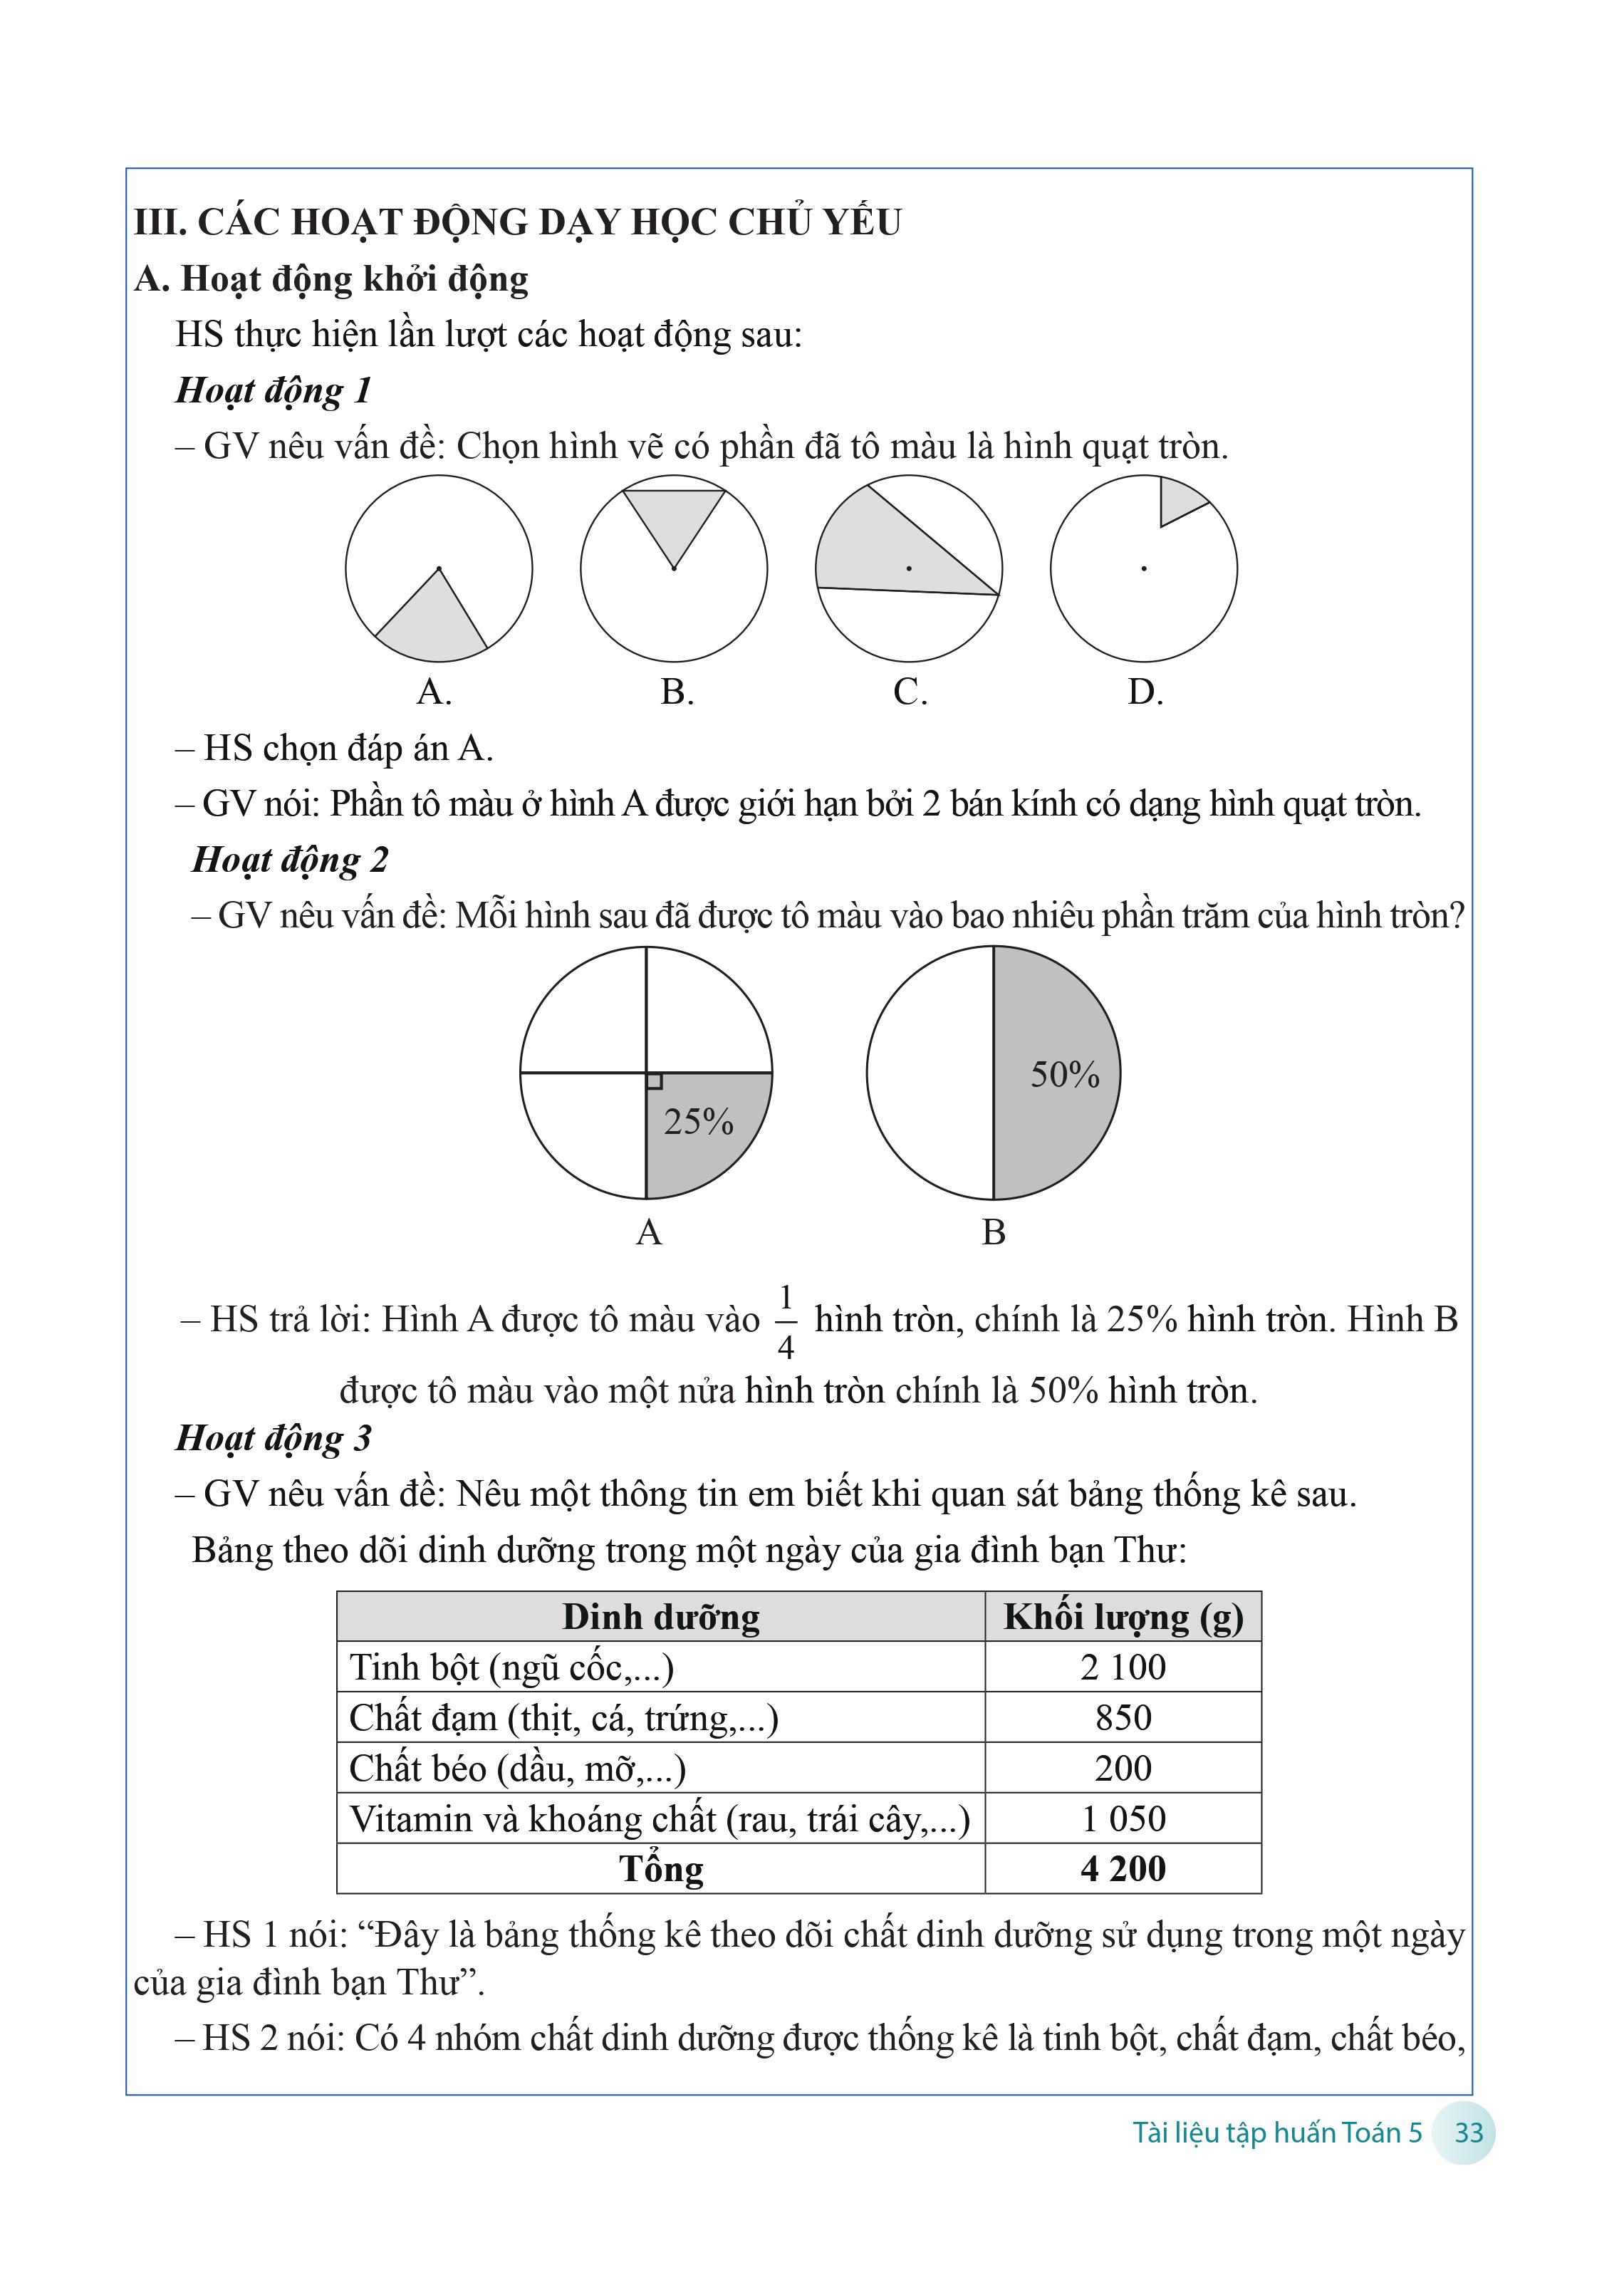 III. CÁC HOẠT ĐỘNG DẠY HỌC CHỦ YẾU
A. Hoạt động khởi động
HS thực hiện lần lượt các hoạt động sau:
Hoạt động 1
– GV nêu vấn đề: Chọn hình vẽ có phần đã tô màu là hình quạt tròn.
A. B. C. D.
– HS chọn đáp án A.
– GV nói: Phần tô màu ở hình A được giới hạn bởi 2 bán kính có dạng hình quạt tròn.
Hoạt động 2
– GV nêu vấn đề: Mỗi hình sau đã được tô màu vào bao nhiêu phần trăm của hình tròn?
25% 50%
A B
– HS trả lời: Hình A được tô màu vào 1/4 hình tròn, chính là 25% hình tròn. Hình B
được tô màu vào một nửa hình tròn chính là 50% hình tròn.
Hoạt động 3
– GV nêu vấn đề: Nêu một thông tin em biết khi quan sát bảng thống kê sau.
Bảng theo dõi dinh dưỡng trong một ngày của gia đình bạn Thư:
Dinh dưỡng Khối lượng (g)
Tinh bột (ngũ cốc,...) 2 100
Chất đạm (thịt, cá, trứng,...) 850
Chất béo (dầu, mỡ,...) 200
Vitamin và khoáng chất (rau, trái cây,...) 1 050
Tổng 4 200
– HS 1 nói: “Đây là bảng thống kê theo dõi chất dinh dưỡng sử dụng trong một ngày
của gia đình bạn Thư”.
– HS 2 nói: Có 4 nhóm chất dinh dưỡng được thống kê là tinh bột, chất đạm, chất béo,
Tài liệu tập huấn Toán 5 33